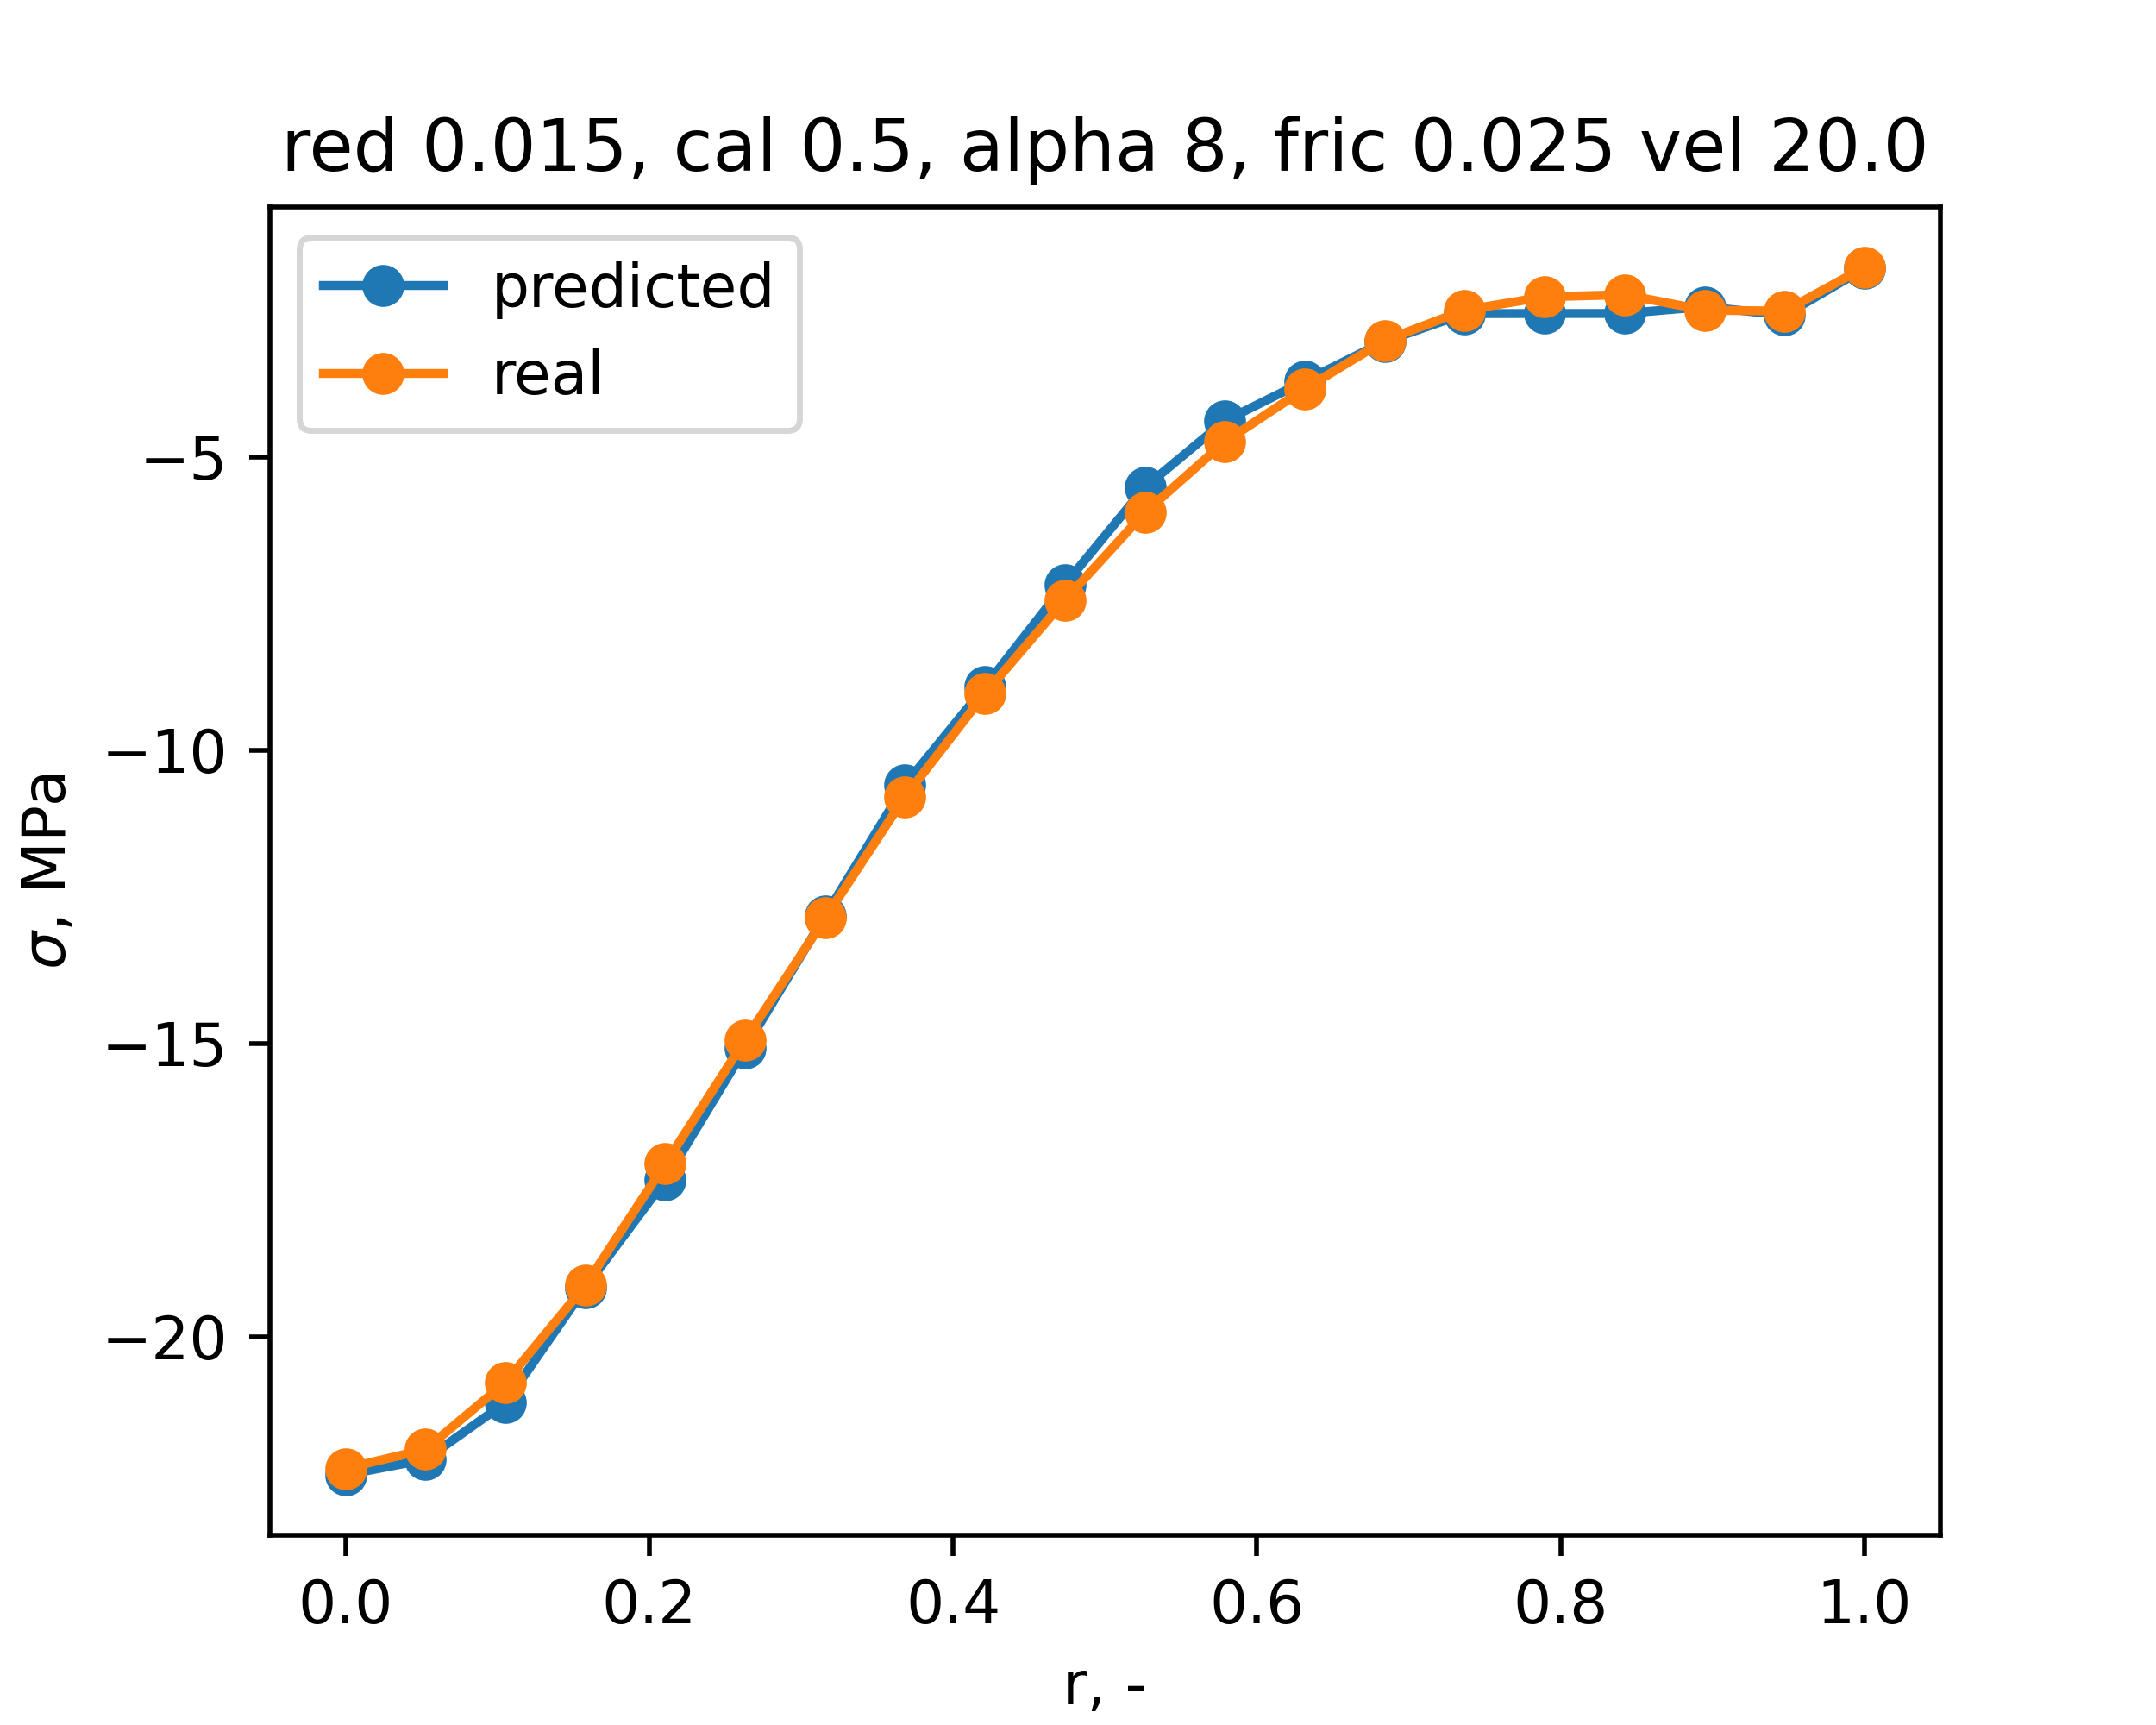 red 0.015, cal 0.5, alpha 8, fric 0.025 vel 20.0
predicted
real
−5
−10
−15
−20
σ, MPa
0.0 0.2 0.4 0.6 0.8 1.0
r, -